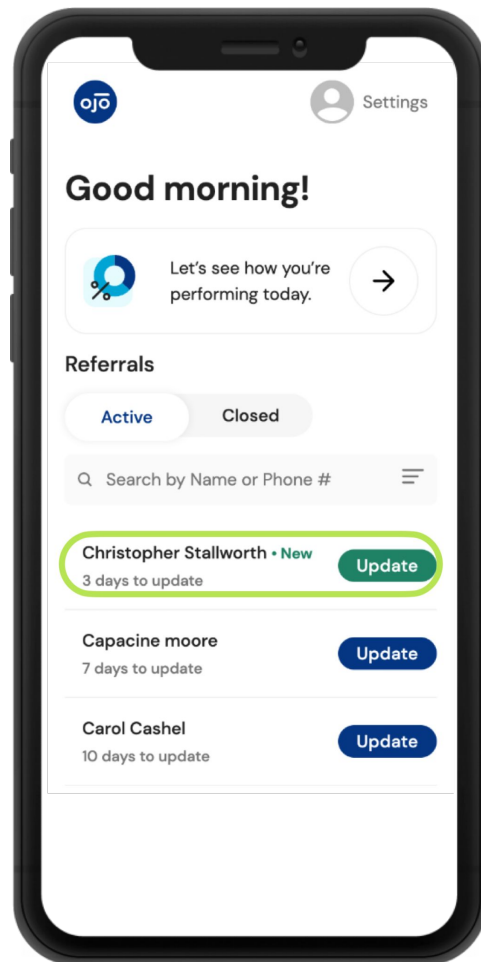 ojō
Settings
Good morning!
%
Let's see how you're
performing today.
Referrals
Active Closed
Search by Name or Phone #
Christopher Stallworth • New
3 days to update
Update
Capacine moore
7 days to update
Update
Carol Cashel
10 days to update
Update